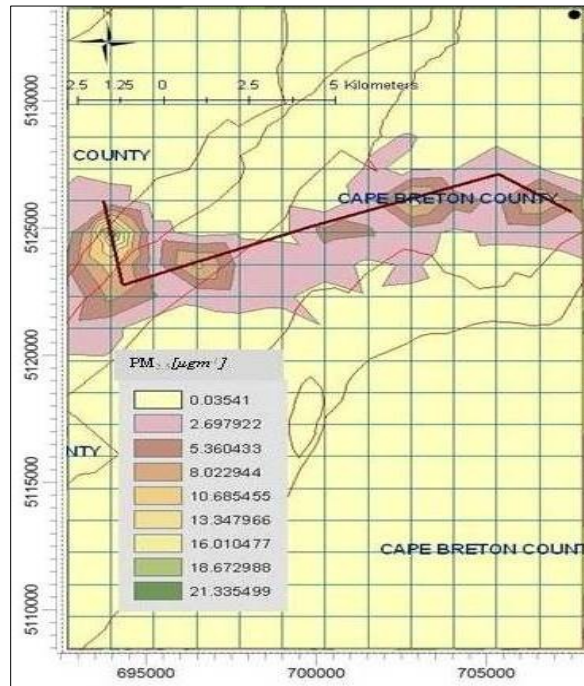 2.5 1.25 0 2.5 5 Kilometers
5130000
COUNTY
CAPE BRETON COUNTY
5125000
5120000
PM [µgm]
0.03541
2.697922
5.360433
NTY
8.022944
10.685455
5115000
13.347966
16.010477
18.672988
CAPE BRETON COUNT
21.335499
5110000
695000 700000 705000